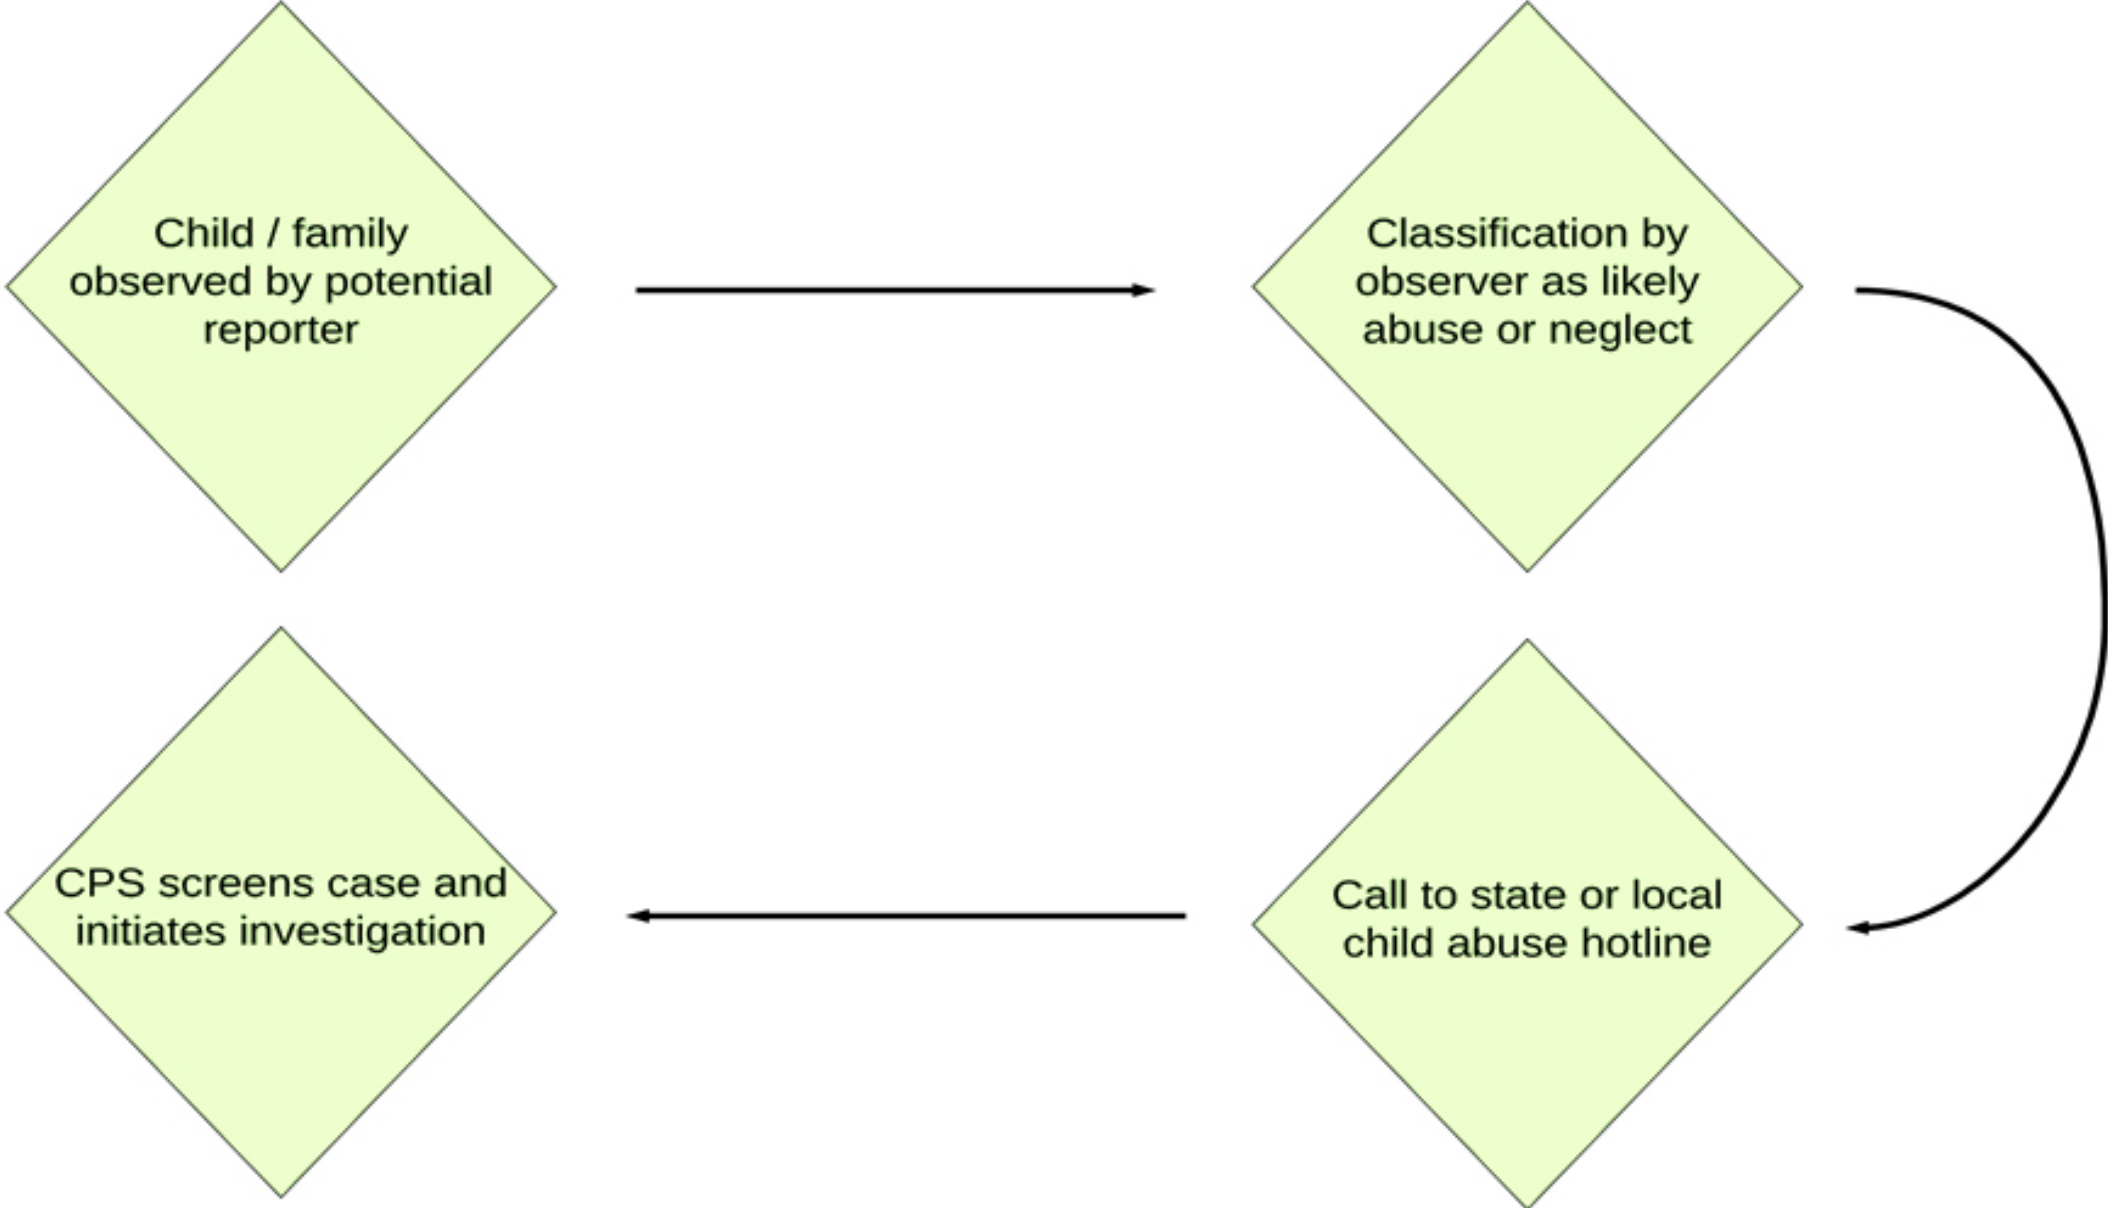 Child / family
observed by potential
reporter
Classification by
observer as likely
abuse or neglect
Call to state or local
child abuse hotline
CPS screens case and
initiates investigation